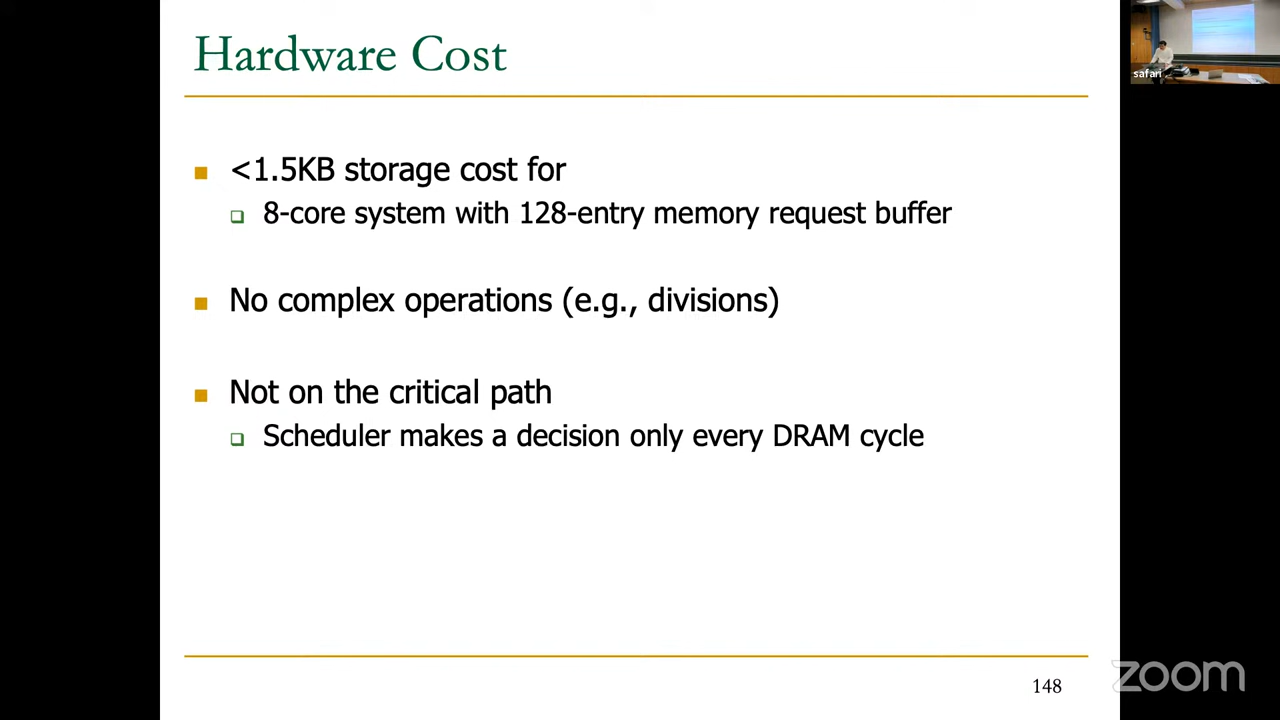 Hardware Cost
<1.5KB storage cost for
8-core system with 128-entry memory request buffer
No complex operations (e.g., divisions)
Not on the critical path
Scheduler makes a decision only every DRAM cycle
148
zoom
safari